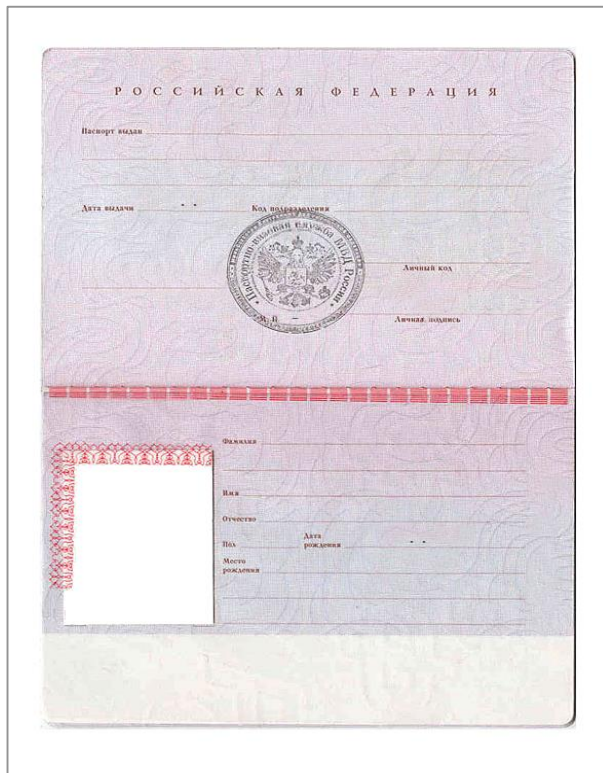 РОССИЙСКАЯ ФЕДЕРАЦИЯ
Паспорт выдан
Дата выдачи Код подразделения
Паспортно-визовая служба МВД России
Личный код
Личная подпись
Фамилия
Имя
Отчество
Пол Дата рождения
Место рождения